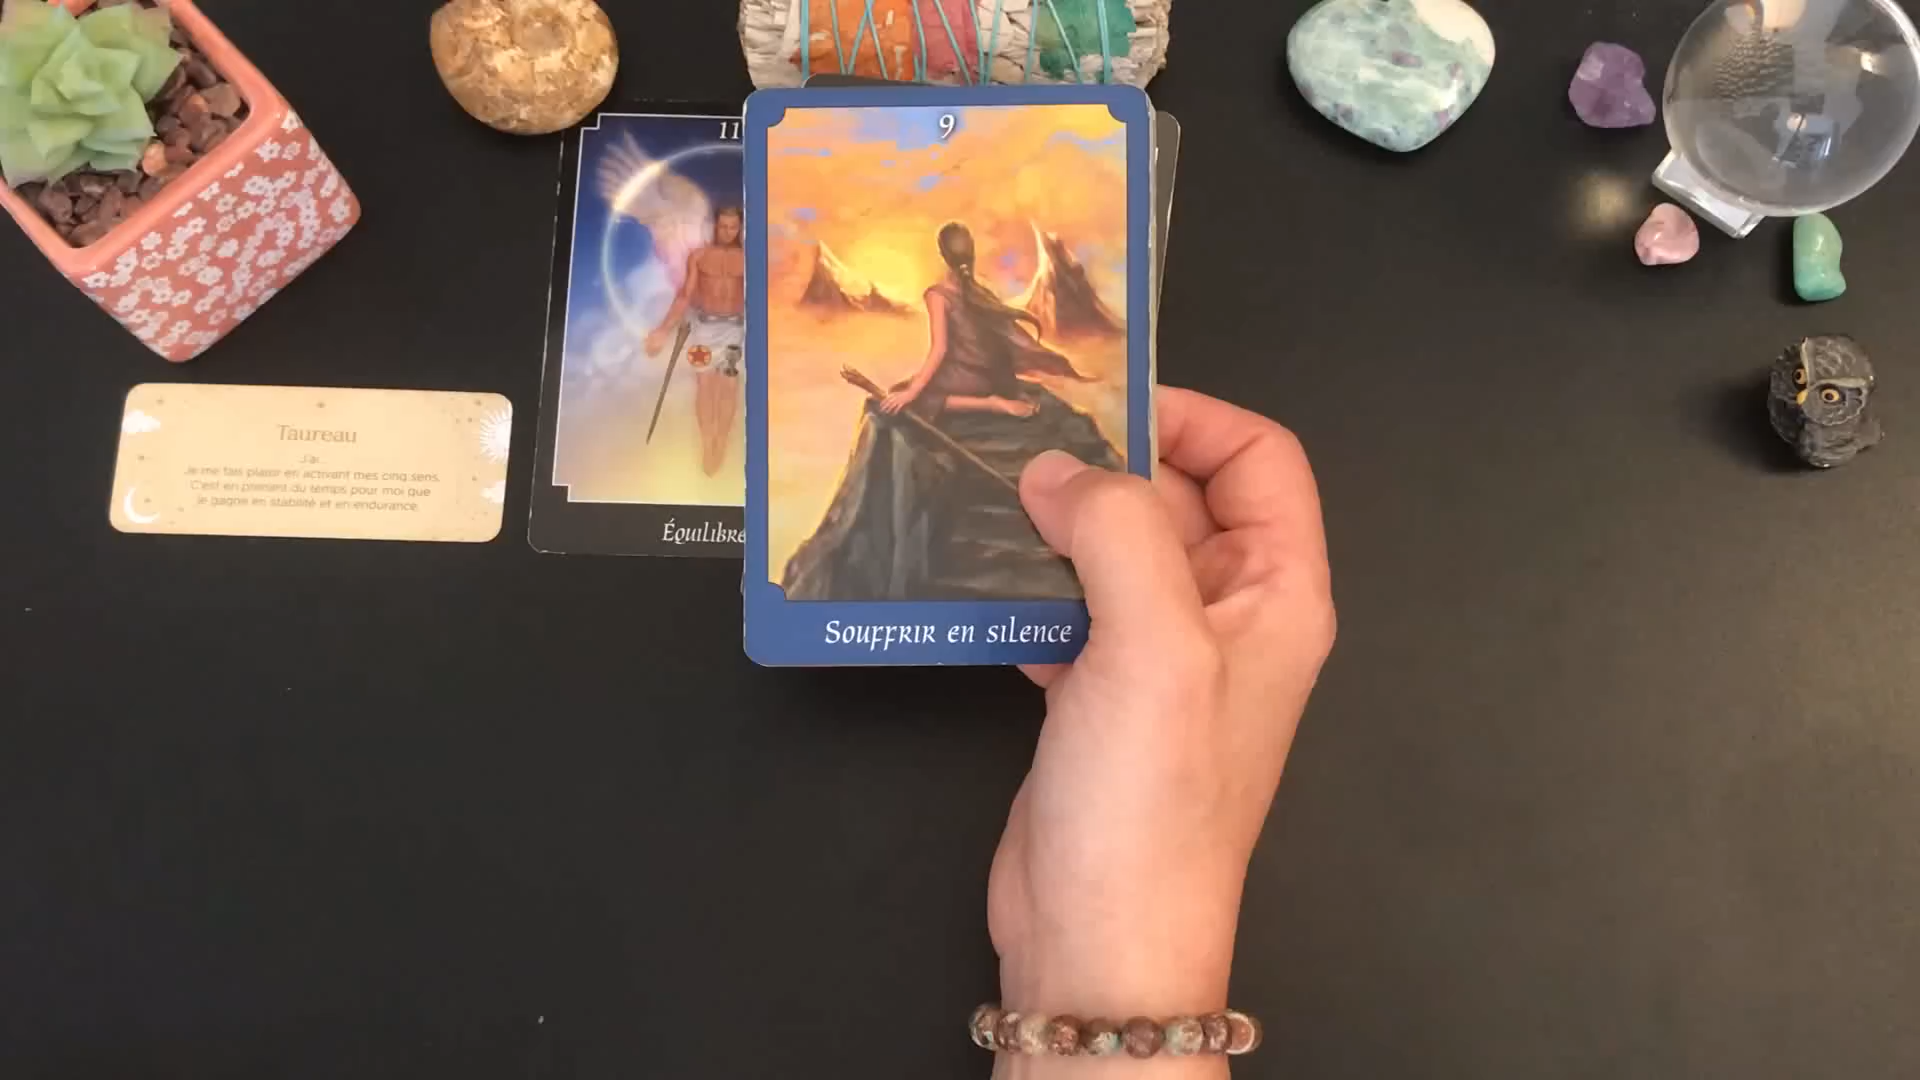 11
9
Taureau
J'ai...
Je me fais plaisir en activant mes cinq sens.
C'est en prenant du temps pour moi que
je gagne en stabilité et en endurance.
Équilibre
Souffrir en silence